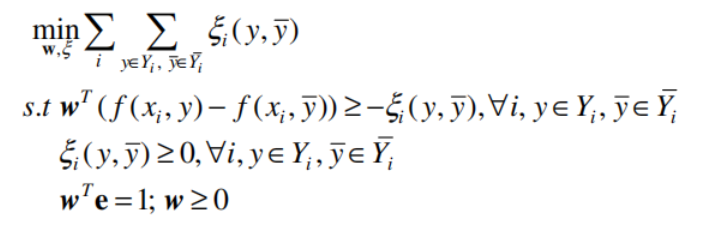 min_{w,ξ} ∑_i ∑_{y∈Y_i, ȳ∈Ȳ_i} ξ_i(y,ȳ)
s.t w^T (f(x_i, y) − f(x_i, ȳ)) ≥ −ξ_i(y,ȳ), ∀i, y∈Y_i, ȳ∈Ȳ_i
ξ_i(y,ȳ) ≥ 0, ∀i, y∈Y_i, ȳ∈Ȳ_i
w^T e = 1; w ≥ 0